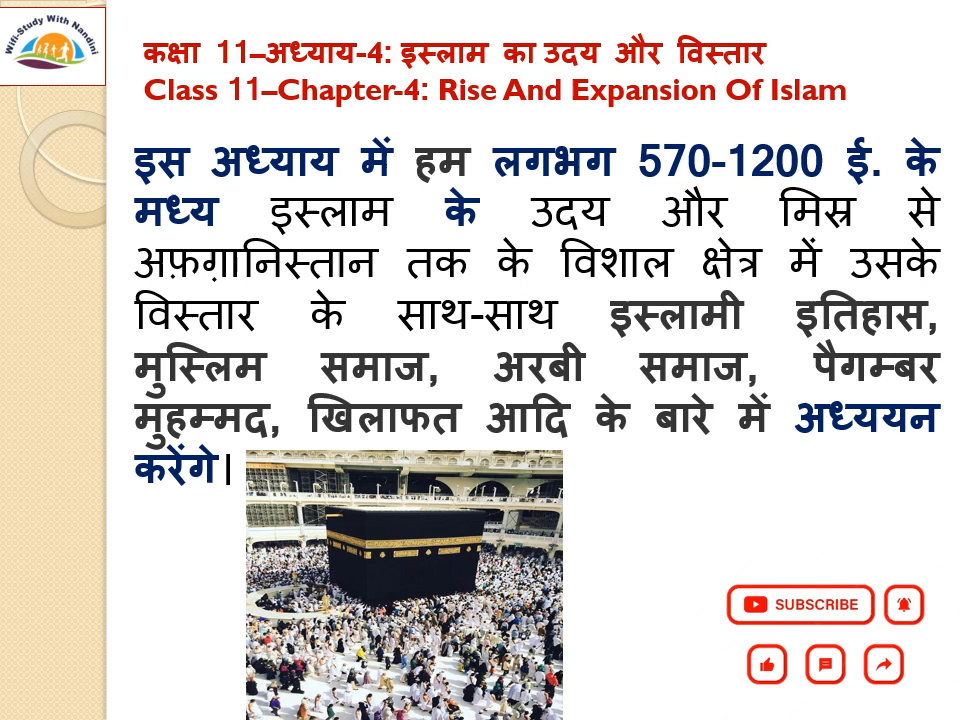 Wifi-Study With Nandini
कक्षा 11–अध्याय-4: इस्लाम का उदय और विस्तार
Class 11–Chapter-4: Rise And Expansion Of Islam
इस अध्याय में हम लगभग 570-1200 ई. के
मध्य इस्लाम के उदय और मिस्र से
अफ़ग़ानिस्तान तक के विशाल क्षेत्र में उसके
विस्तार के साथ-साथ इस्लामी इतिहास,
मुस्लिम समाज, अरबी समाज, पैगम्बर
मुहम्मद, खिलाफत आदि के बारे में अध्ययन
करेंगे।
SUBSCRIBE